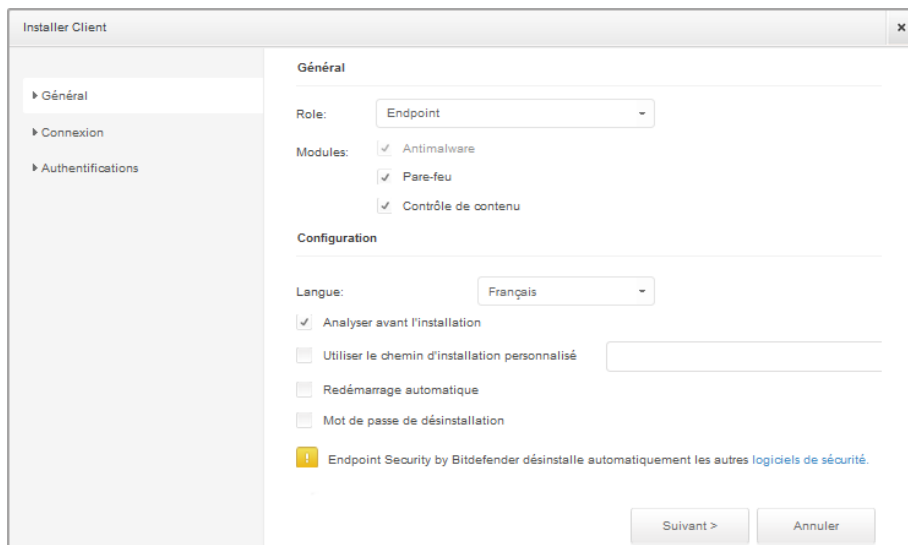 Installer Client
Général
Connexion
Authentifications
Général
Role: Endpoint
Modules: Antimalware
Pare-feu
Contrôle de contenu
Configuration
Langue: Français
Analyser avant l'installation
Utiliser le chemin d'installation personnalisé
Redémarrage automatique
Mot de passe de désinstallation
Endpoint Security by Bitdefender désinstalle automatiquement les autres logiciels de sécurité.
Suivant > Annuler